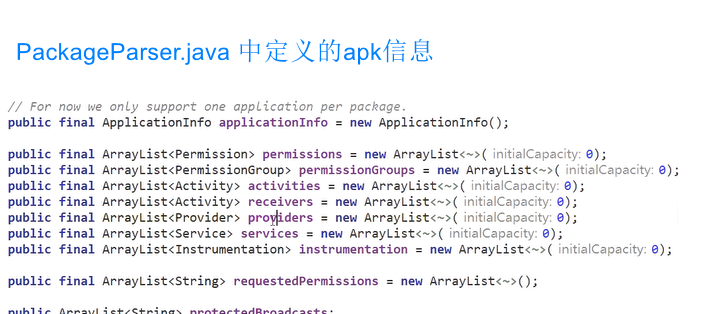 PackageParser.java 中定义的apk信息
// For now we only support one application per package.
public final ApplicationInfo applicationInfo = new ApplicationInfo();
public final ArrayList<Permission> permissions = new ArrayList<~>( initialCapacity: 0);
public final ArrayList<PermissionGroup> permissionGroups = new ArrayList<~>( initialCapacity: 0);
public final ArrayList<Activity> activities = new ArrayList<~>( initialCapacity: 0);
public final ArrayList<Activity> receivers = new ArrayList<~>( initialCapacity: 0);
public final ArrayList<Provider> providers = new ArrayList<~>( initialCapacity: 0);
public final ArrayList<Service> services = new ArrayList<~>( initialCapacity: 0);
public final ArrayList<Instrumentation> instrumentation = new ArrayList<~>( initialCapacity: 0);
public final ArrayList<String> requestedPermissions = new ArrayList<~>();
public ArrayList<String> protectedBroadcasts;